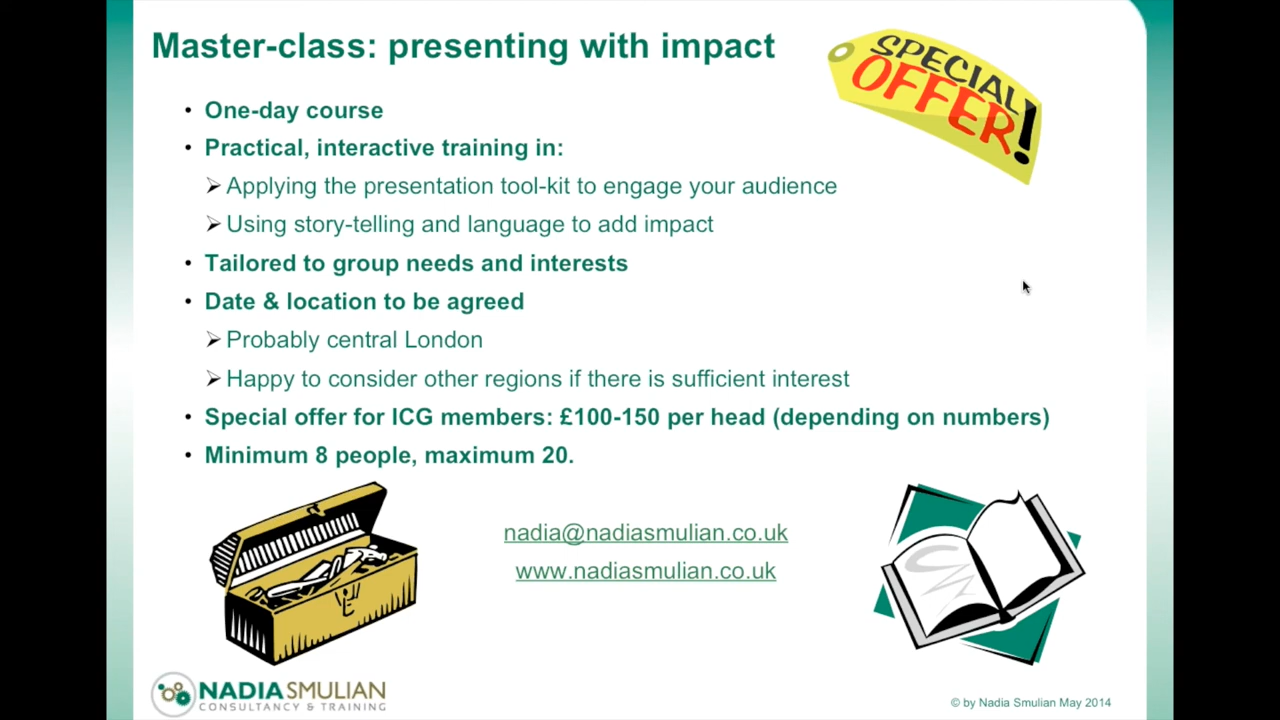 Master-class: presenting with impact
SPECIAL
OFFER!
• One-day course
• Practical, interactive training in:
➢ Applying the presentation tool-kit to engage your audience
➢ Using story-telling and language to add impact
• Tailored to group needs and interests
• Date & location to be agreed
➢ Probably central London
➢ Happy to consider other regions if there is sufficient interest
• Special offer for ICG members: £100-150 per head (depending on numbers)
• Minimum 8 people, maximum 20.
nadia@nadiasmulian.co.uk
www.nadiasmulian.co.uk
NADIA SMULIAN
CONSULTANCY & TRAINING
© by Nadia Smulian May 2014